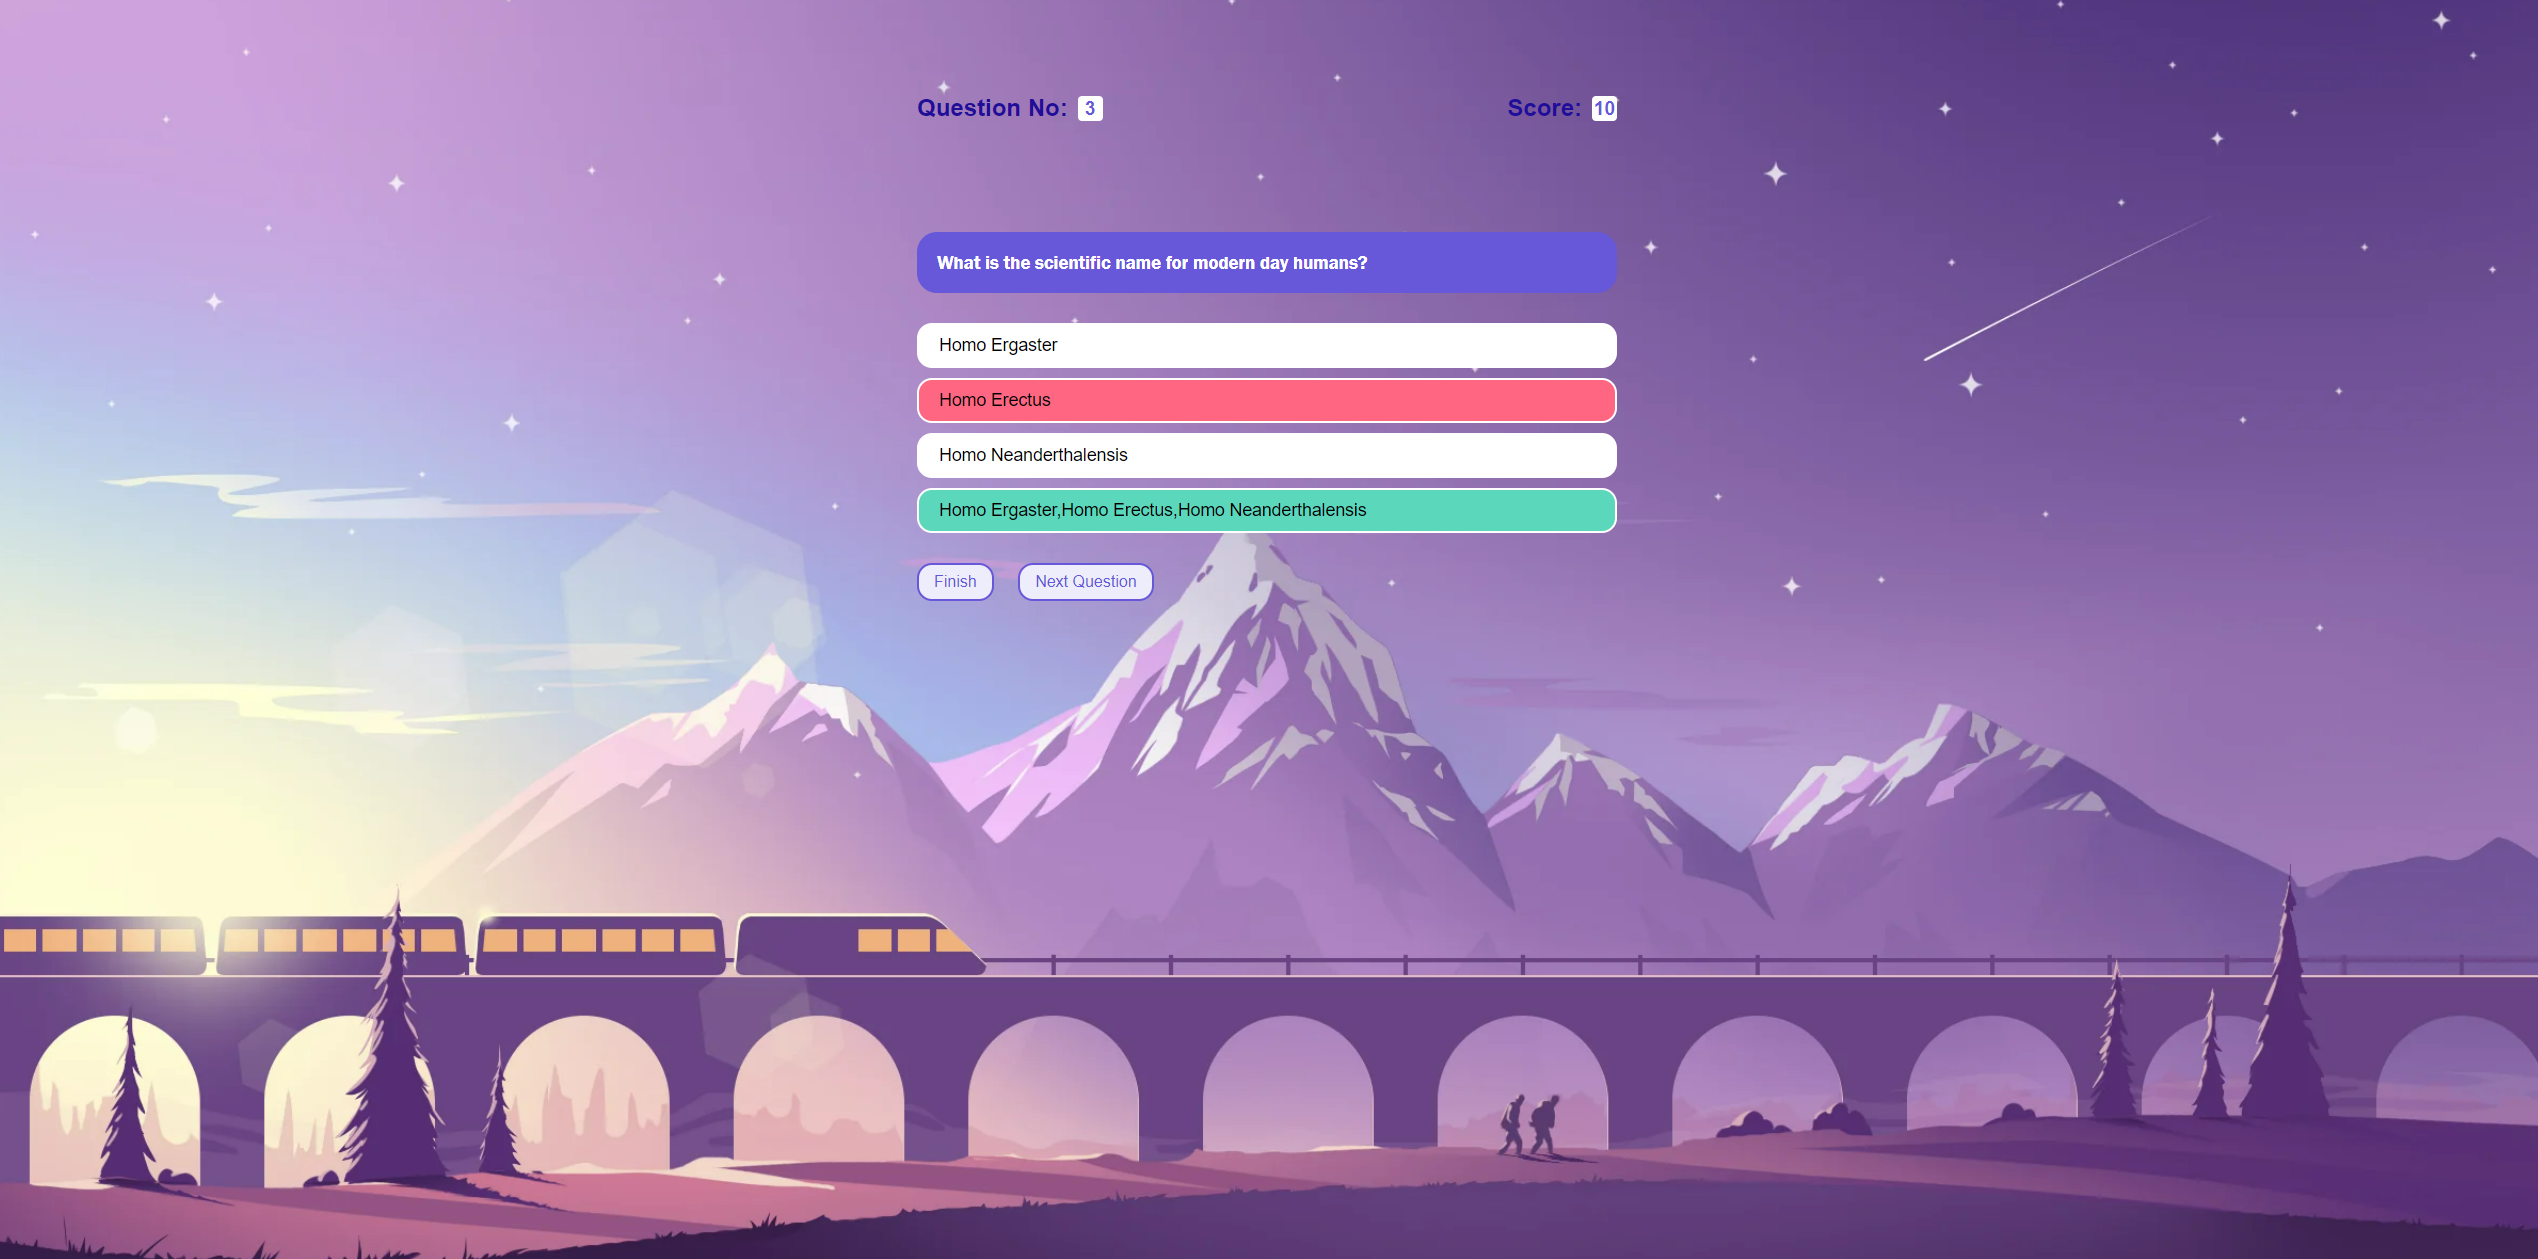 Question No: 3
Score: 10
What is the scientific name for modern day humans?
Homo Ergaster
Homo Erectus
Homo Neanderthalensis
Homo Ergaster,Homo Erectus,Homo Neanderthalensis
Finish
Next Question